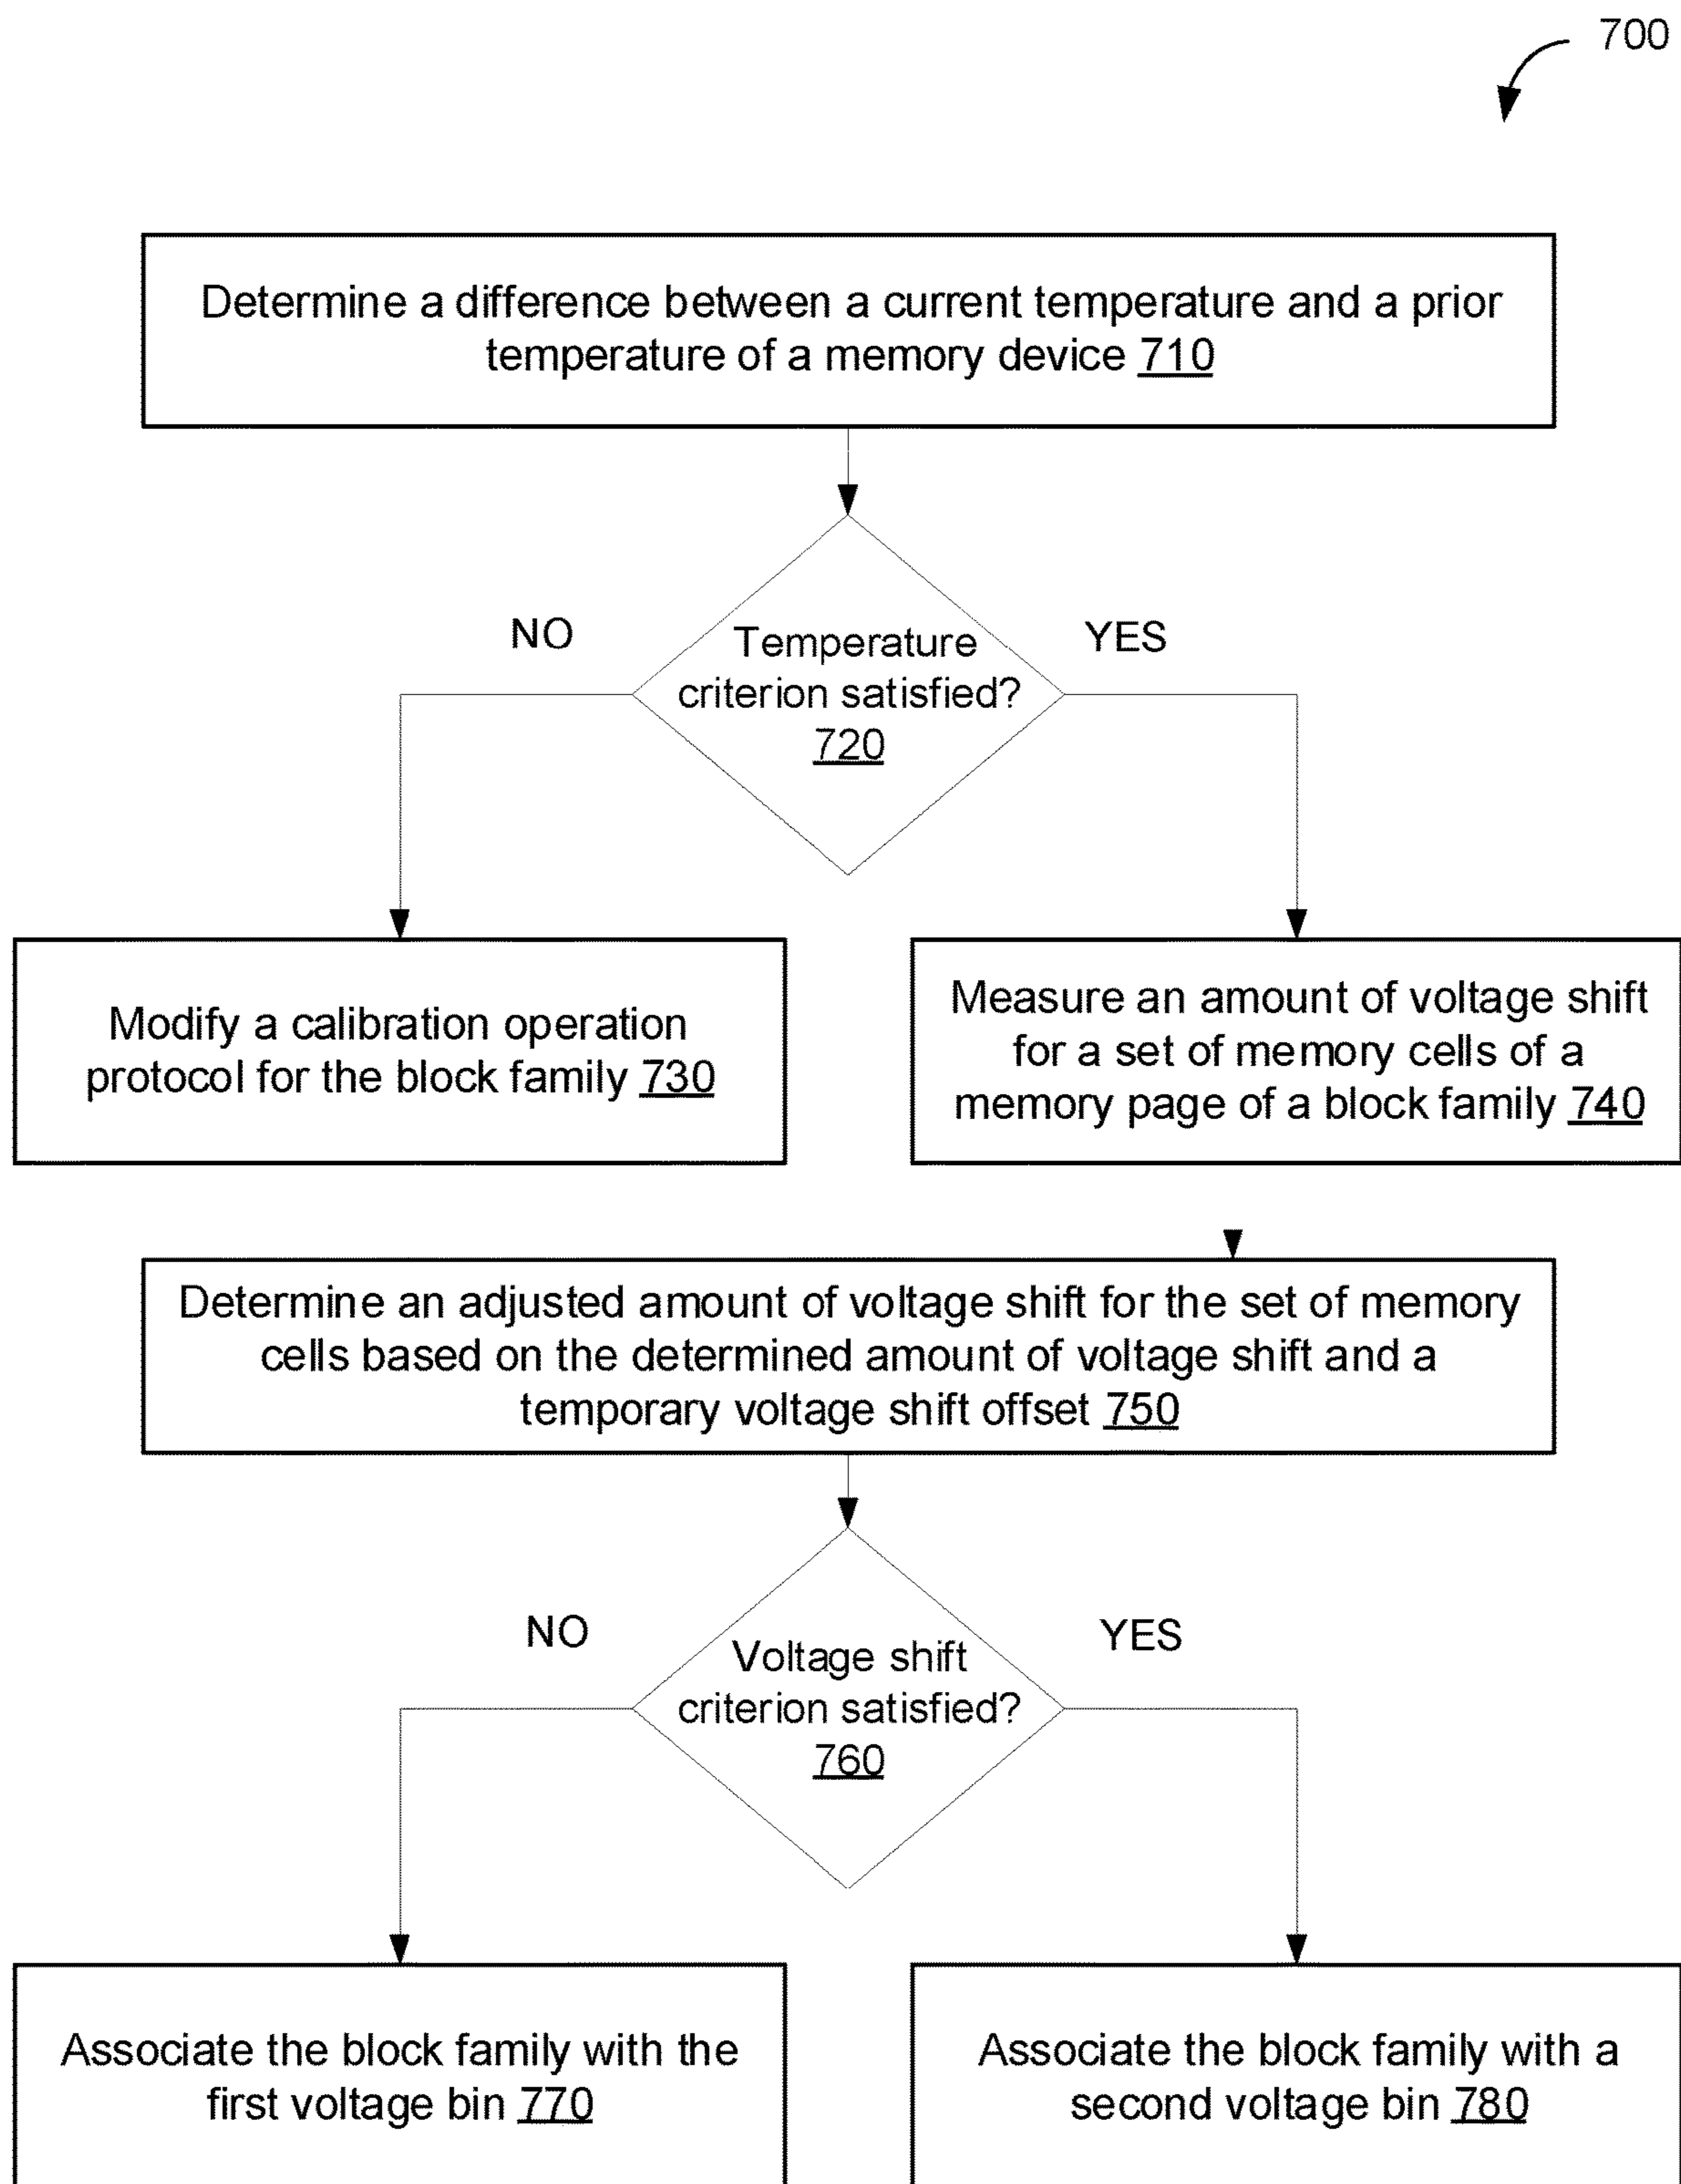 700
Determine a difference between a current temperature and a prior
temperature of a memory device 710
NO
YES
Temperature
criterion satisfied?
720
Modify a calibration operation
protocol for the block family 730
Measure an amount of voltage shift
for a set of memory cells of a
memory page of a block family 740
Determine an adjusted amount of voltage shift for the set of memory
cells based on the determined amount of voltage shift and a
temporary voltage shift offset 750
NO
YES
Voltage shift
criterion satisfied?
760
Associate the block family with the
first voltage bin 770
Associate the block family with a
second voltage bin 780